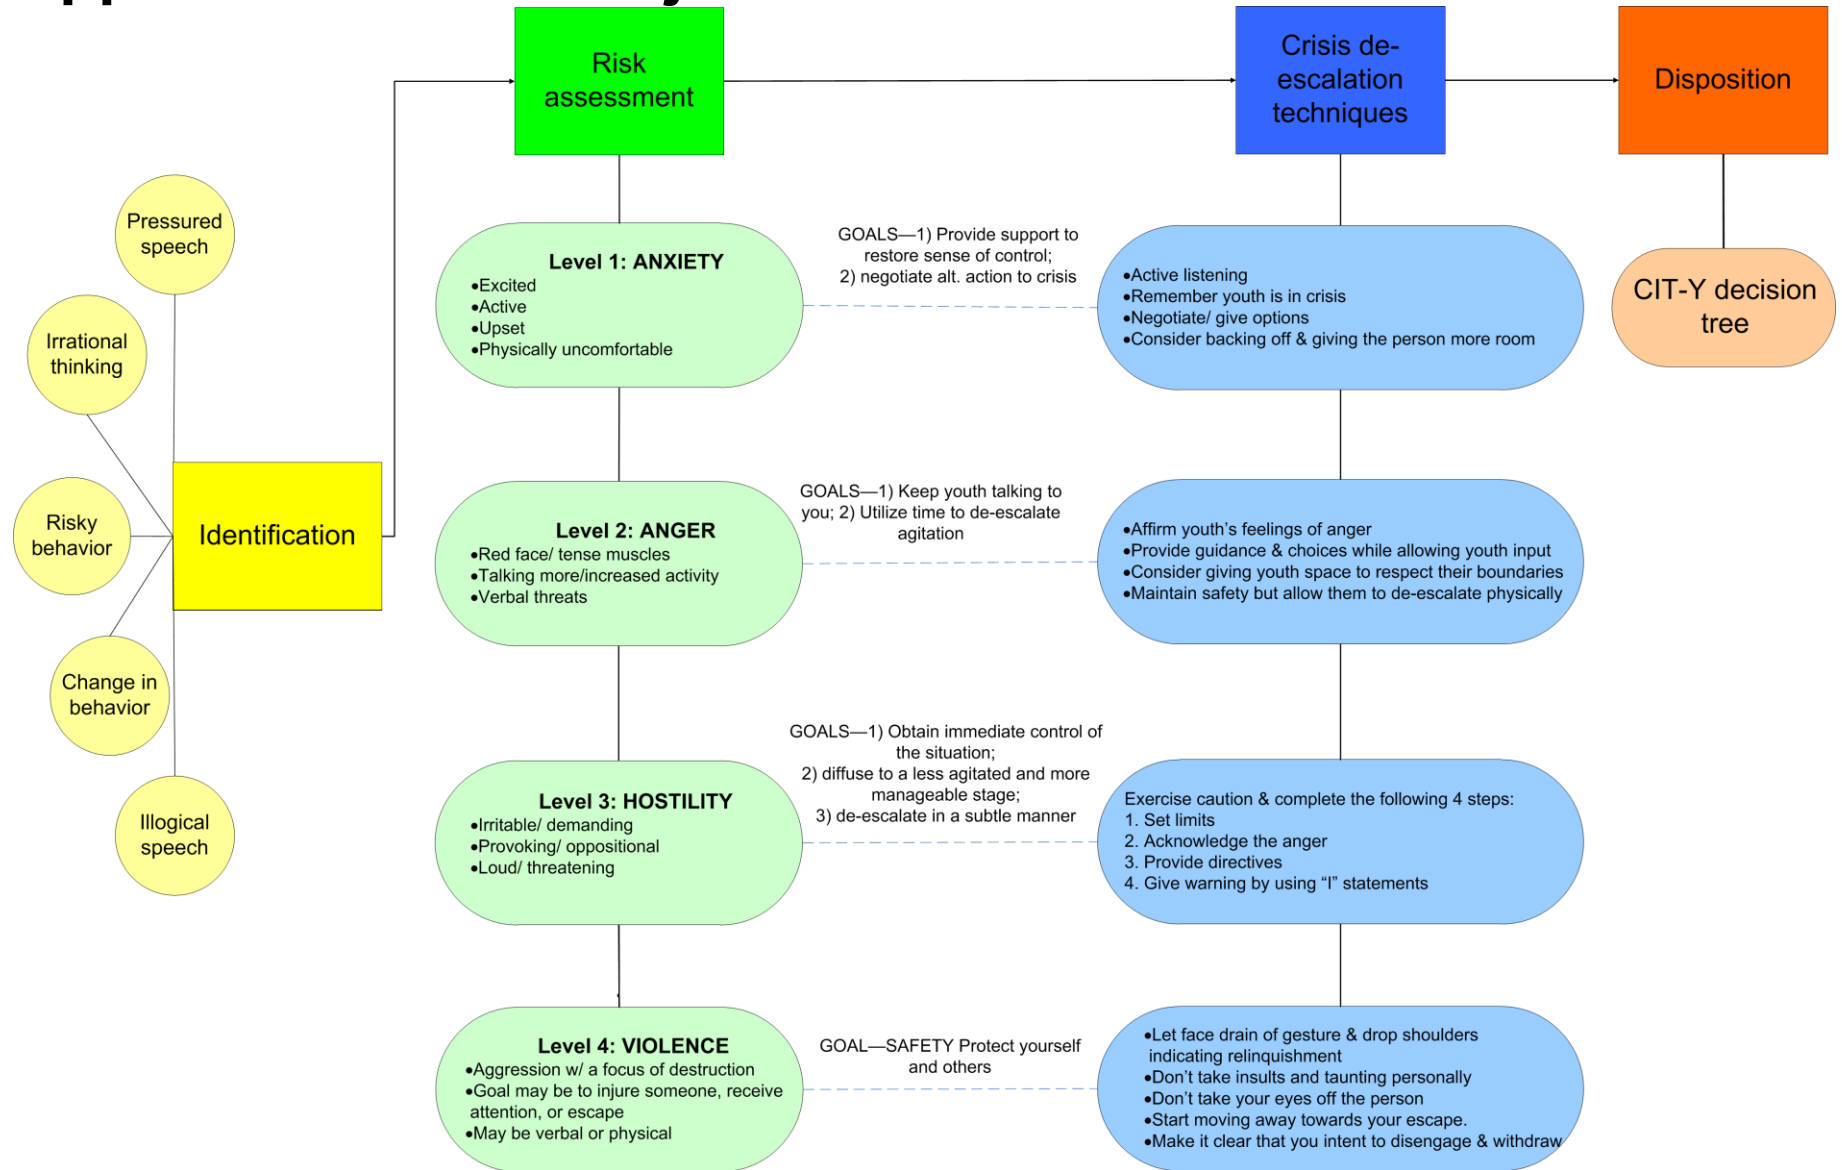 Risk
assessment
Crisis de-
escalation
techniques
Disposition
Pressured
speech
Irrational
thinking
Risky
behavior
Change in
behavior
Illogical
speech
Identification
Level 1: ANXIETY
•Excited
•Active
•Upset
•Physically uncomfortable
GOALS—1) Provide support to
restore sense of control;
2) negotiate alt. action to crisis
•Active listening
•Remember youth is in crisis
•Negotiate/ give options
•Consider backing off & giving the person more room
CIT-Y decision
tree
Level 2: ANGER
•Red face/ tense muscles
•Talking more/increased activity
•Verbal threats
GOALS—1) Keep youth talking to
you; 2) Utilize time to de-escalate
agitation
•Affirm youth’s feelings of anger
•Provide guidance & choices while allowing youth input
•Consider giving youth space to respect their boundaries
•Maintain safety but allow them to de-escalate physically
Level 3: HOSTILITY
•Irritable/ demanding
•Provoking/ oppositional
•Loud/ threatening
GOALS—1) Obtain immediate control of
the situation;
2) diffuse to a less agitated and more
manageable stage;
3) de-escalate in a subtle manner
Exercise caution & complete the following 4 steps:
1. Set limits
2. Acknowledge the anger
3. Provide directives
4. Give warning by using “I” statements
Level 4: VIOLENCE
•Aggression w/ a focus of destruction
•Goal may be to injure someone, receive
attention, or escape
•May be verbal or physical
GOAL—SAFETY Protect yourself
and others
•Let face drain of gesture & drop shoulders
indicating relinquishment
•Don’t take insults and taunting personally
•Don’t take your eyes off the person
•Start moving away towards your escape.
•Make it clear that you intent to disengage & withdraw